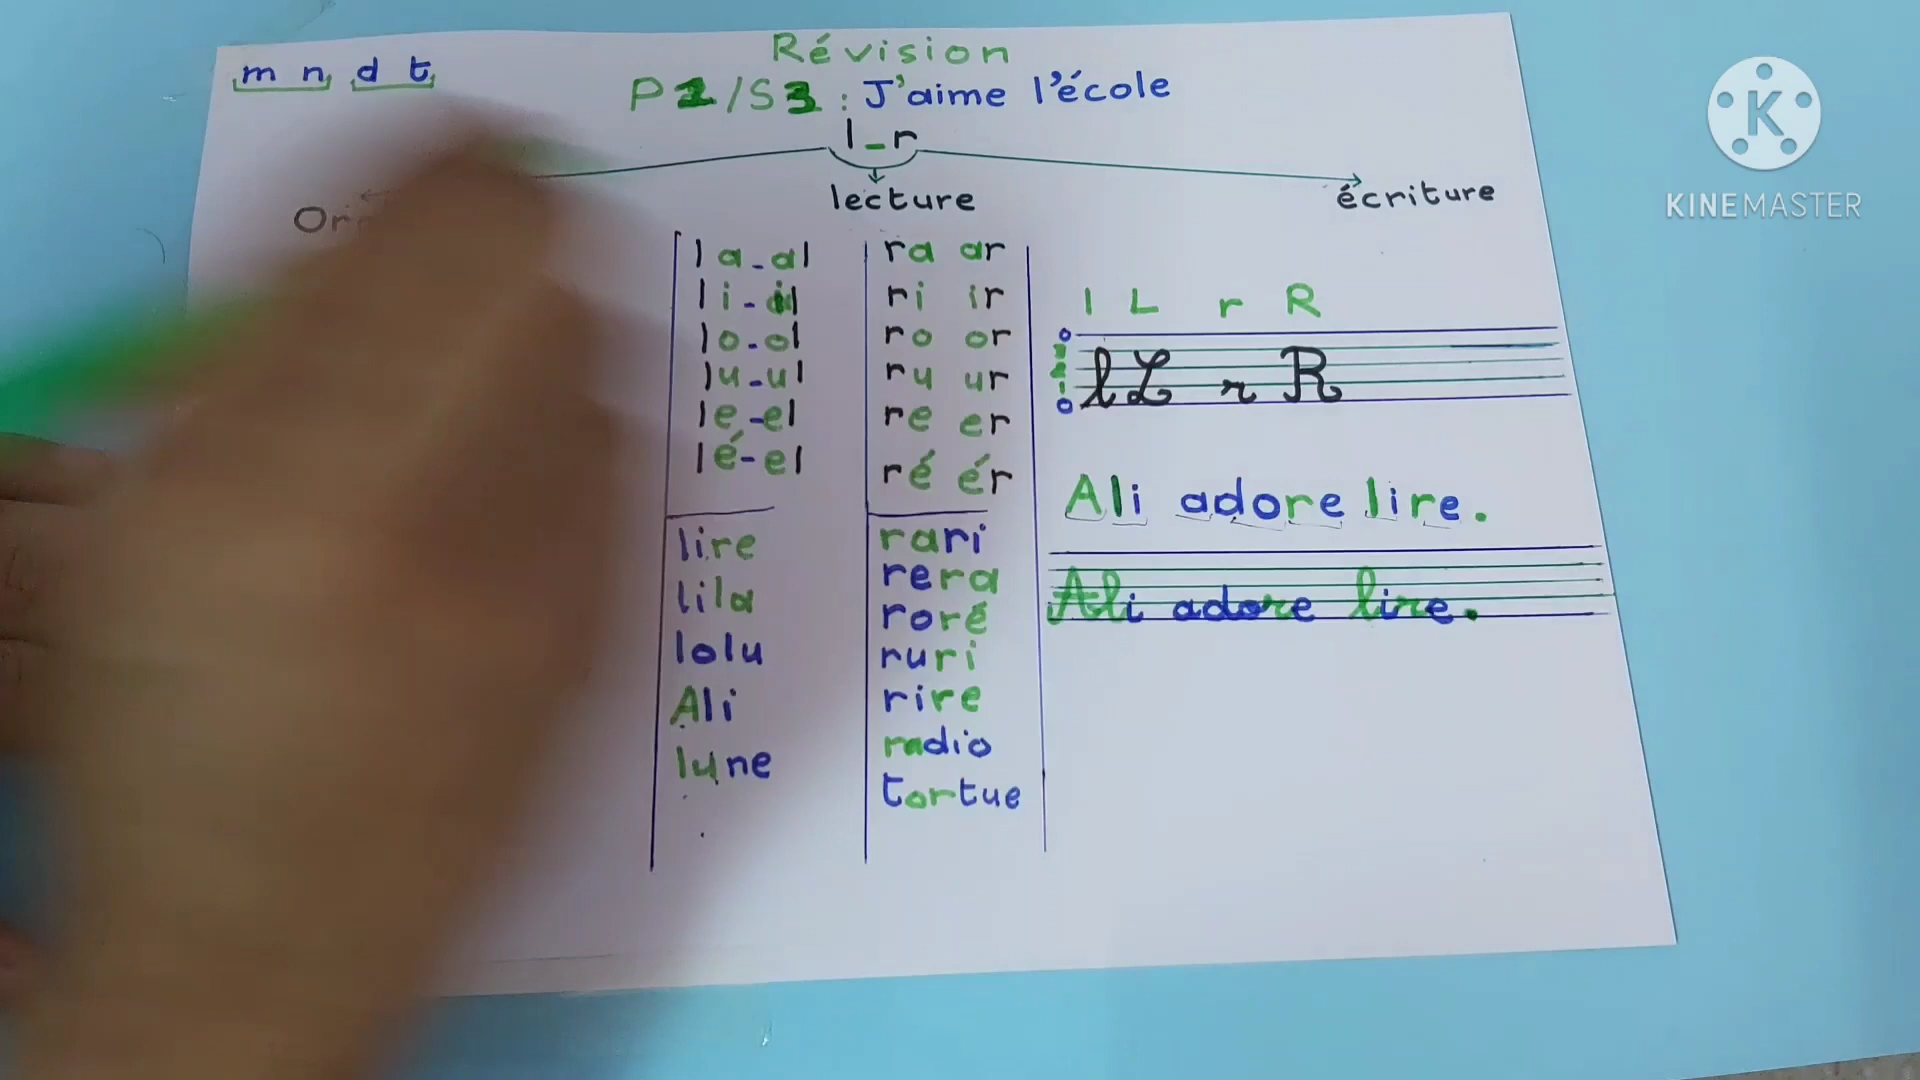 m n d t
Révision
P1/S3 : J'aime l'école
l_r
lecture
écriture
la-al
li-il
lo-ol
lu-ul
le-el
lé-el
lire
lila
lolu
Ali
lune
ra ar
ri ir
ro or
ru ur
re er
ré ér
rari
rera
roré
ruri
rire
radio
tortue
l L r R
l L r R
Ali adore lire.
Ali adore lire.
K
KINEMASTER